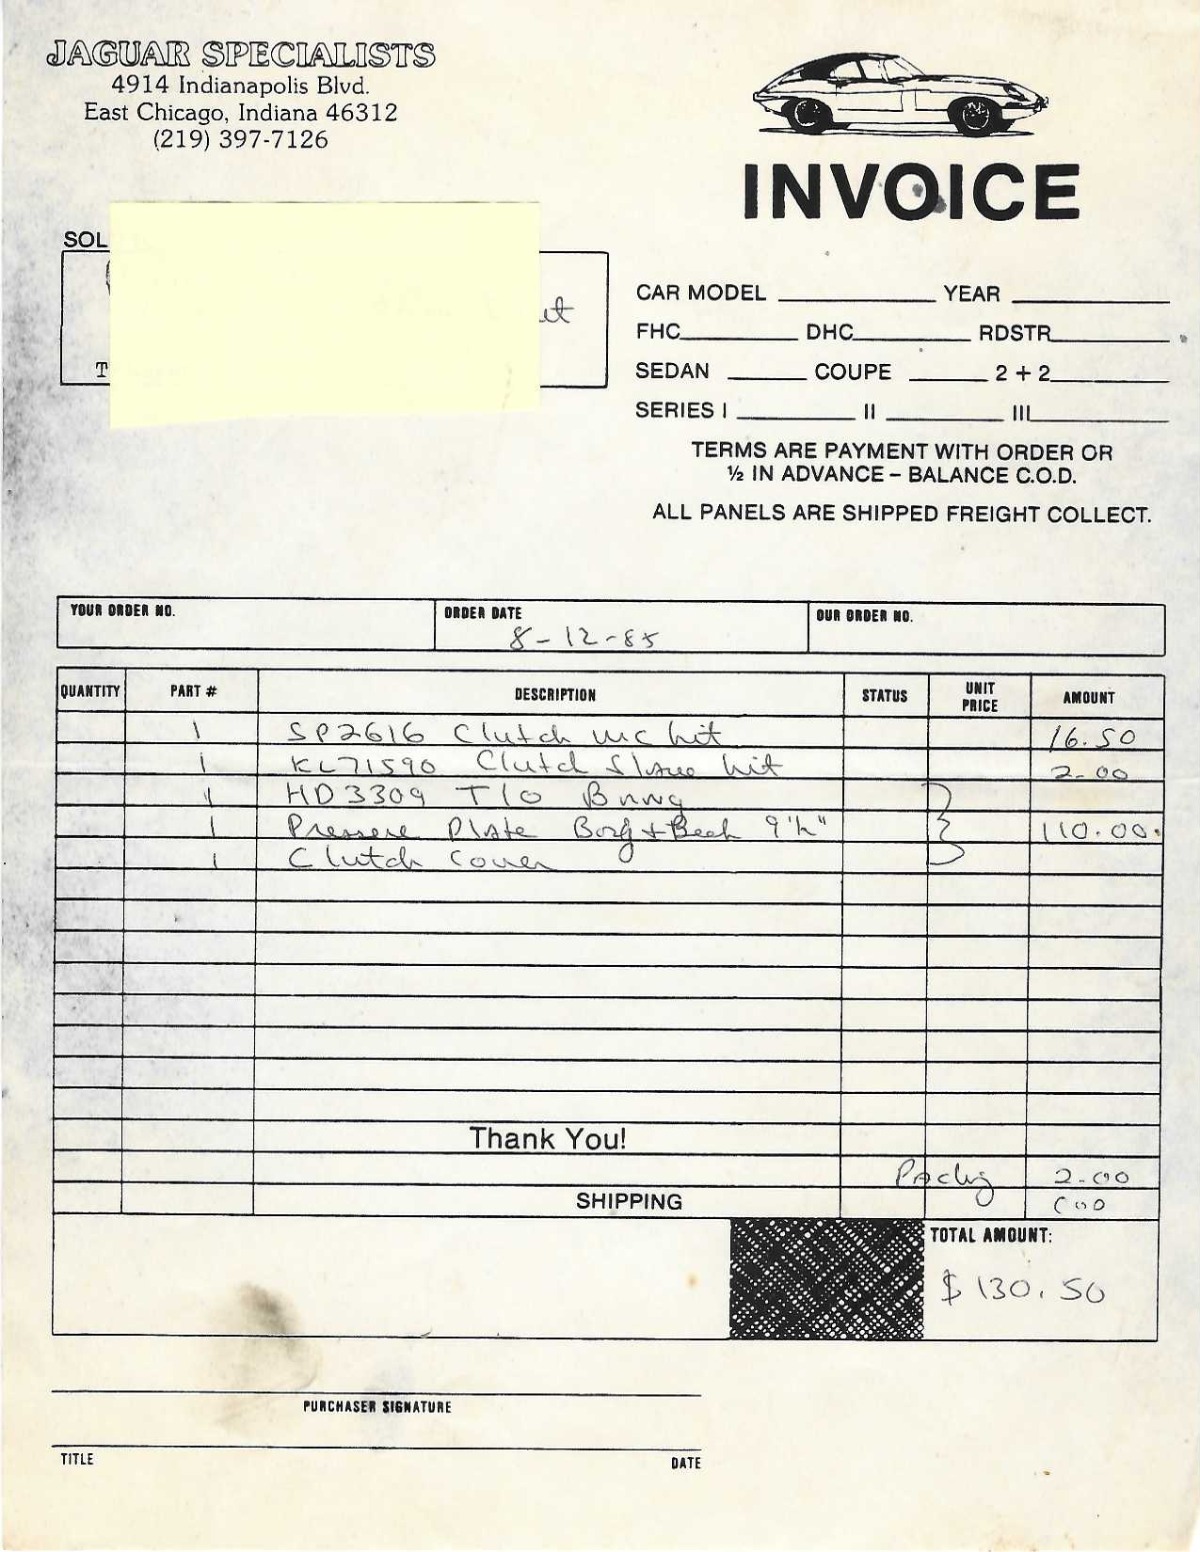 JAGUAR SPECIALISTS
4914 Indianapolis Blvd.
East Chicago, Indiana 46312
(219) 397-7126
INVOICE
SOL
T
CAR MODEL YEAR
FHC DHC RDSTR
SEDAN COUPE 2 + 2
SERIES I II III
TERMS ARE PAYMENT WITH ORDER OR
½ IN ADVANCE – BALANCE C.O.D.
ALL PANELS ARE SHIPPED FREIGHT COLLECT.
YOUR ORDER NO. ORDER DATE OUR ORDER NO.
8-12-85
QUANTITY PART # DESCRIPTION STATUS UNIT PRICE AMOUNT
1 SP2616 Clutch MC kit 16.50
1 KL71590 Clutch Slave kit 2.00
1 HD3309 T/O Brnng
1 Pressere Plate Borg + Beck 9½" 110.00
1 Clutch Cover
Thank You!
Packig 2.00
SHIPPING
TOTAL AMOUNT:
$ 130.50
PURCHASER SIGNATURE
TITLE DATE